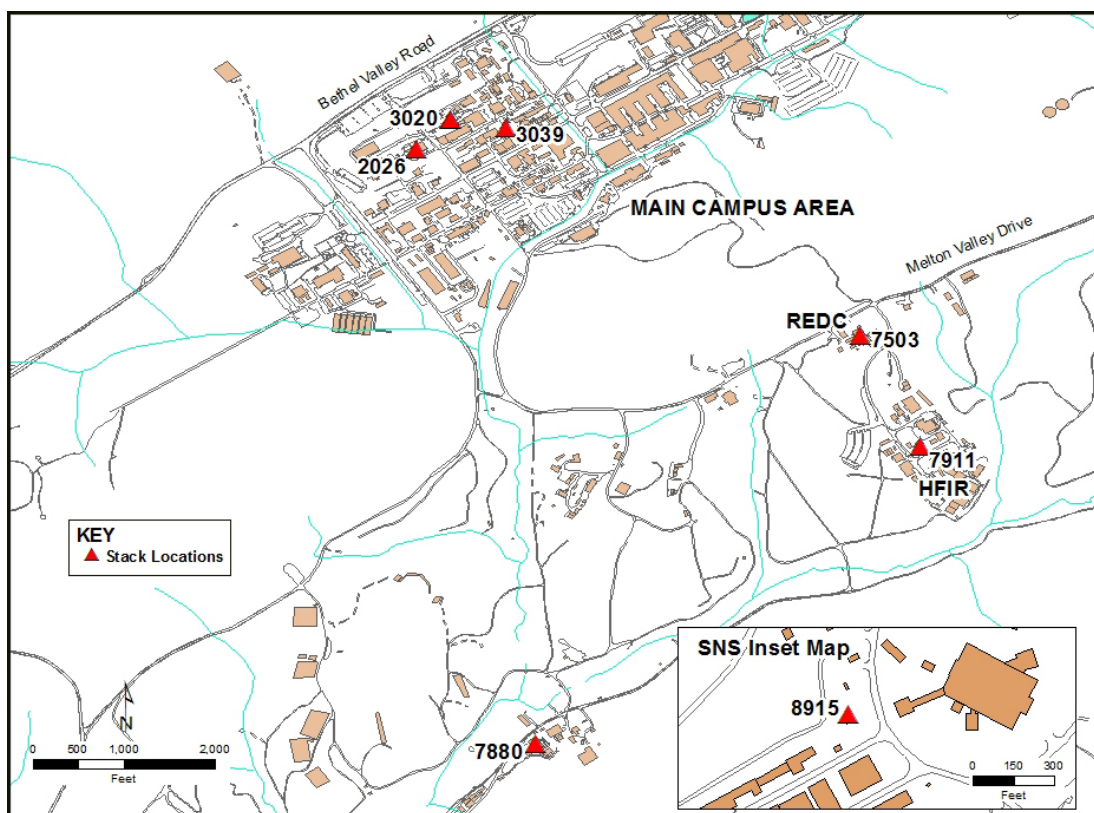 Bethel Valley Road
3020
3039
2026
MAIN CAMPUS AREA
Melton Valley Drive
REDC
7503
7911
HFIR
KEY
Stack Locations
N
0 500 1,000 2,000
Feet
7880
SNS Inset Map
8915
0 150 300
Feet